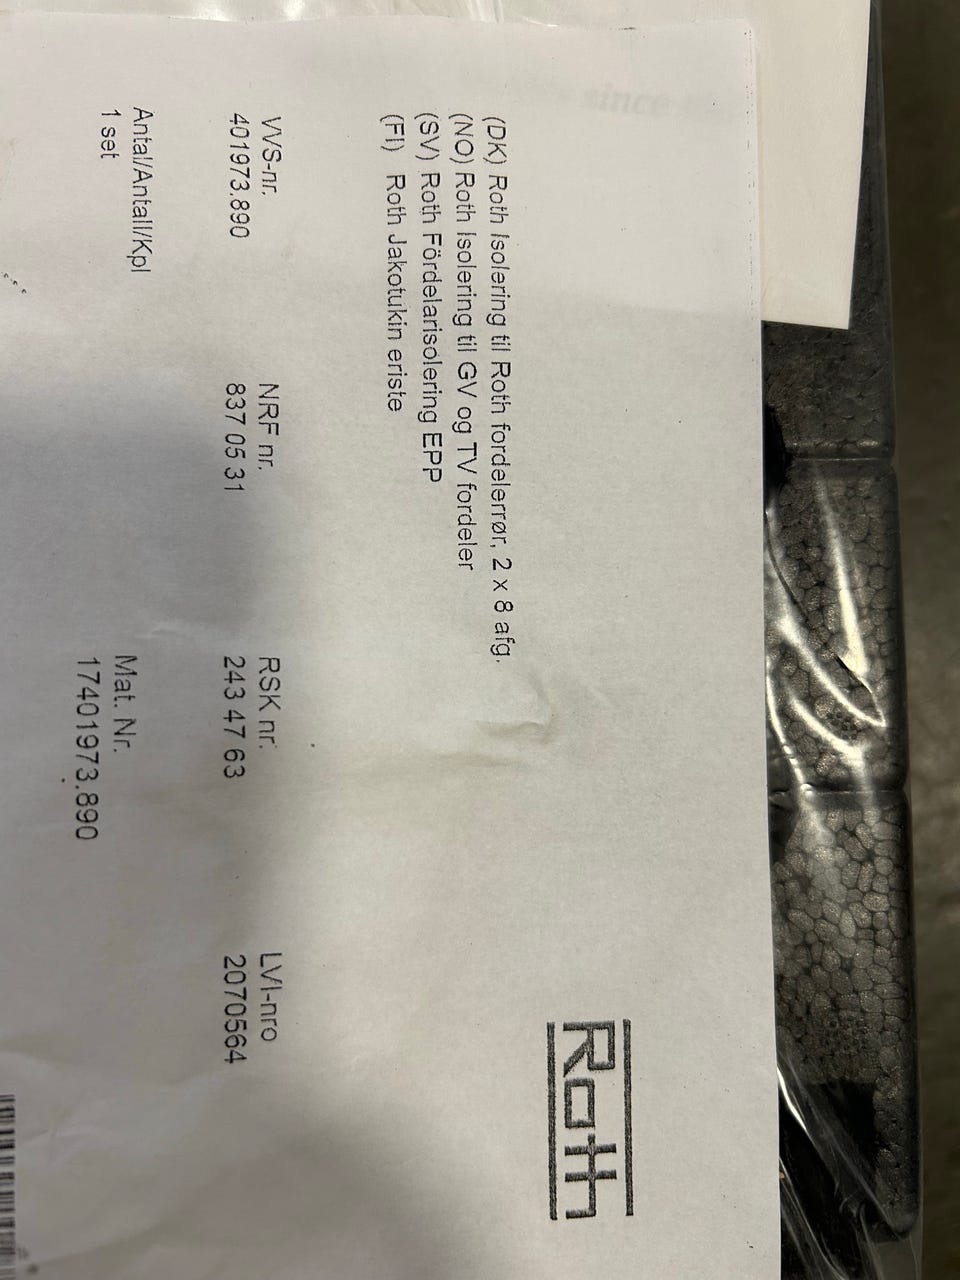 Roth
(DK) Roth Isolering til Roth fordelerrør, 2 x 8 afg.
(NO) Roth Isolering til GV og TV fordeler
(SV) Roth Fördelarisolering EPP
(FI) Roth Jakotukin eriste
VVS-nr. NRF nr. RSK nr. LVI-nro
401973.890 837 05 31 243 47 63 2070564
Antal/Antall/Kpl Mat. Nr.
1 set 17401973.890
since